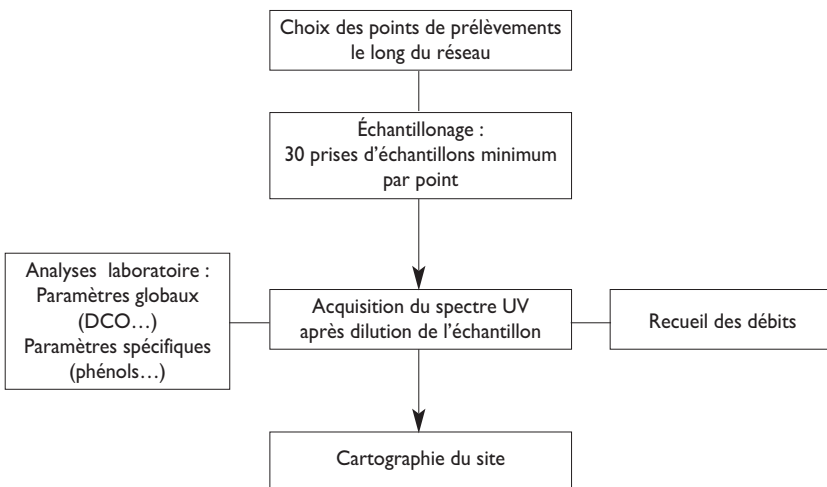 Choix des points de prélèvements
le long du réseau
Échantillonage :
30 prises d'échantillons minimum
par point
Analyses laboratoire :
Paramètres globaux
(DCO…)
Paramètres spécifiques
(phénols…)
Acquisition du spectre UV
après dilution de l'échantillon
Recueil des débits
Cartographie du site